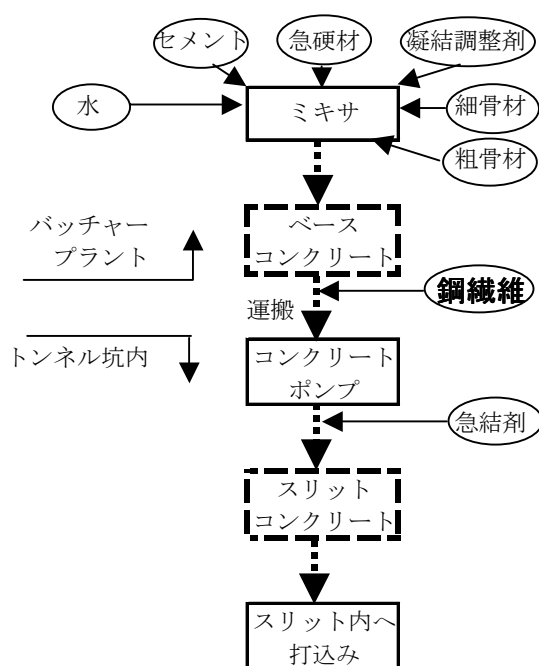 セメント
急硬材
凝結調整剤
水
ミキサ
細骨材
粗骨材
バッチャー
プラント
ベース
コンクリート
鋼繊維
運搬
トンネル坑内
コンクリート
ポンプ
急結剤
スリット
コンクリート
スリット内へ
打込み